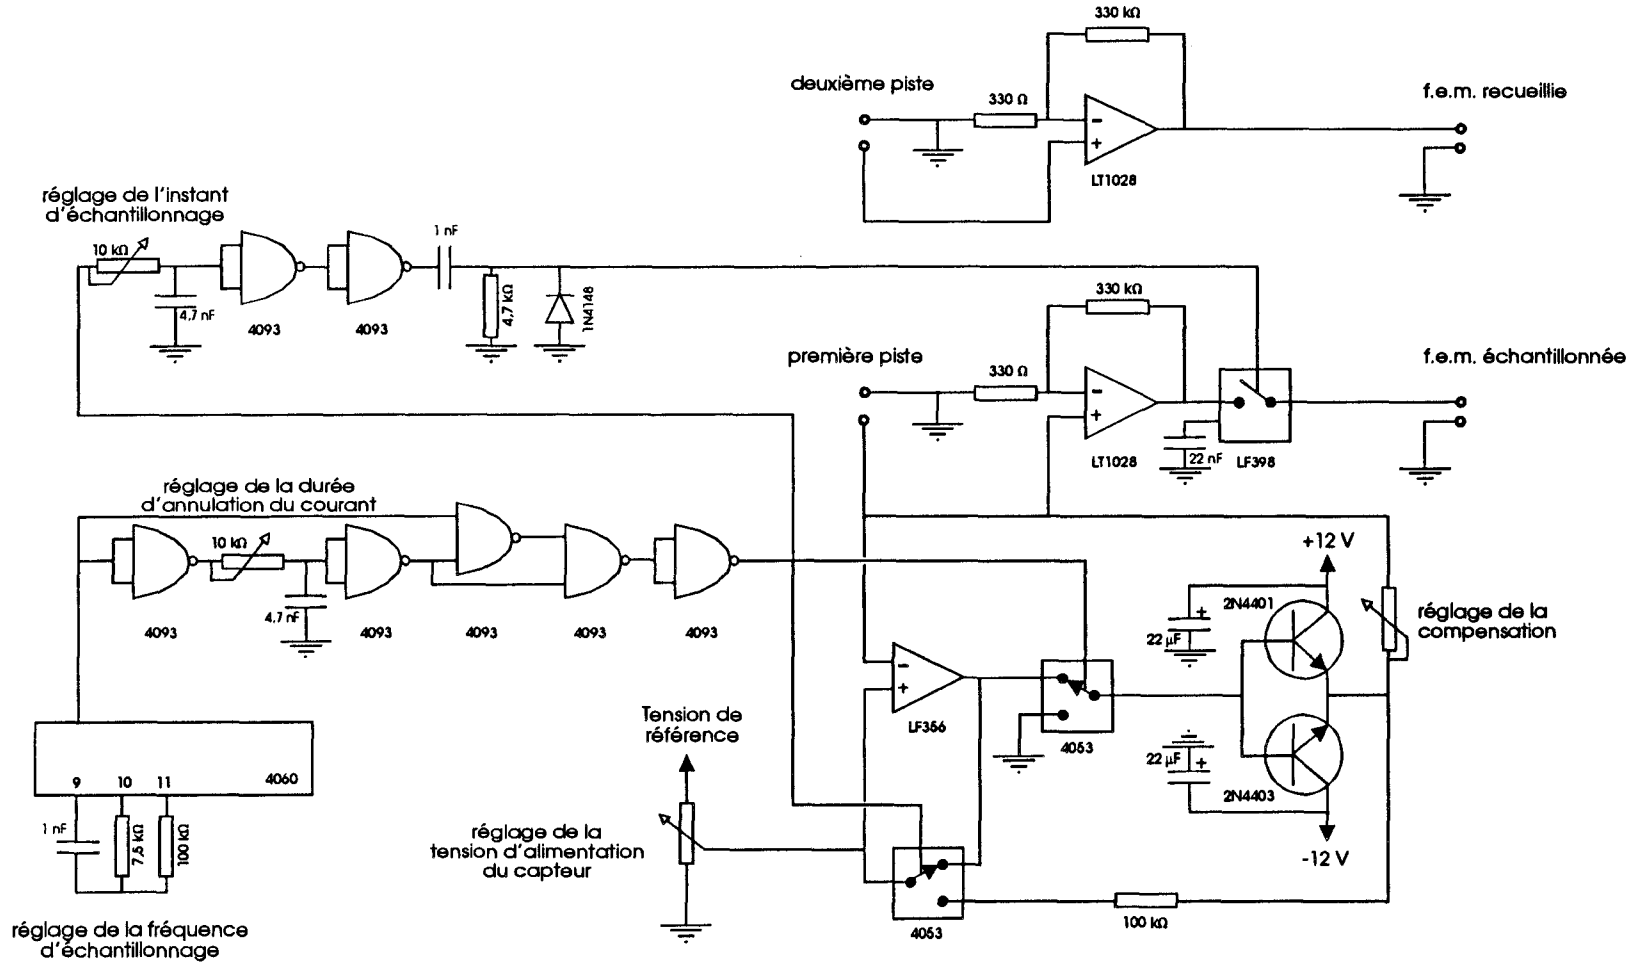 330 kΩ
deuxième piste
330 Ω
f.e.m. recueillie
LT1028
réglage de l'instant
d'échantillonnage
10 kΩ
1 nF
4,7 nF
4,7 kΩ
1N4148
4093
4093
330 kΩ
première piste
330 Ω
f.e.m. échantillonnée
LT1028
22 nF
LF398
réglage de la durée
d'annulation du courant
10 kΩ
4,7 nF
4093
4093
4093
4093
4093
+12 V
2N4401
22 µF
réglage de la
compensation
LF356
4053
22 µF
2N4403
-12 V
Tension de
référence
9
10
11
4060
1 nF
7,5 kΩ
100 kΩ
réglage de la
tension d'alimentation
du capteur
4053
100 kΩ
réglage de la fréquence
d'échantillonnage